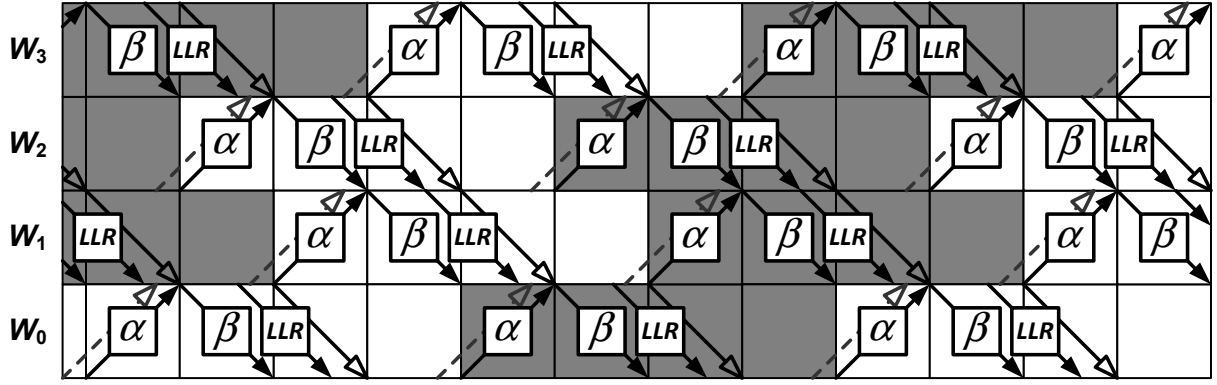 W3 β LLR α β LLR α β LLR α
W2 α β LLR α β LLR α β LLR
W1 LLR α β LLR α β LLR α β
W0 α β LLR α β LLR α β LLR